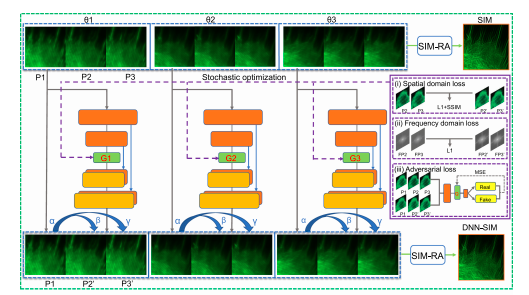 θ1 θ2 θ3 SIM
SIM-RA
P1 P2 P3 Stochastic optimization
(i) Spatial domain loss
L1+SSIM
P2 P3 P2' P3'
(ii) Frequency domain loss
L1
FP2 FP3 FP2' FP3'
(iii) Adversarial loss
MSE
P1 P2 P3
Real
Fake
P1 P2' P3'
G1 G2 G3
α β γ α β γ α β γ
DNN-SIM
SIM-RA
P1 P2' P3'